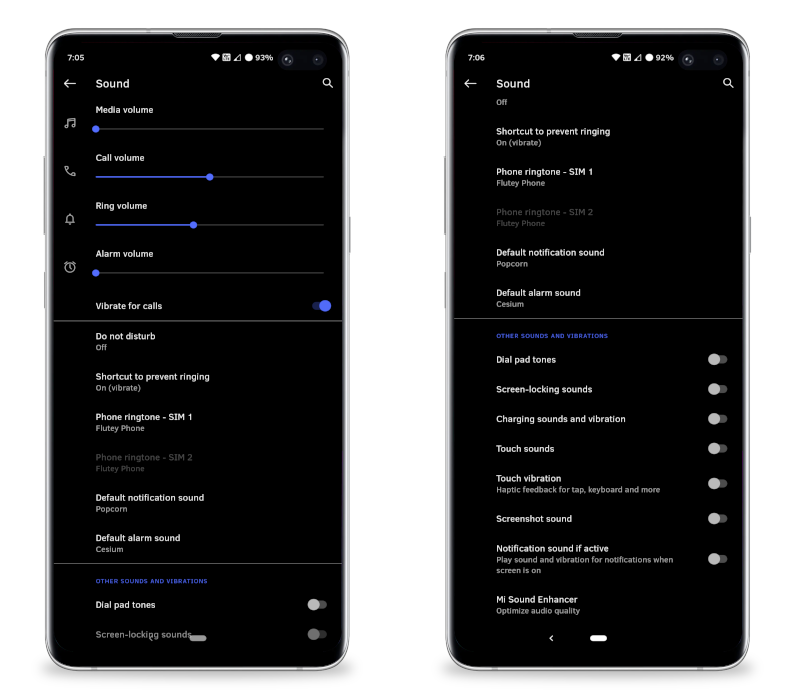 7:05
93%
Sound
Media volume
Call volume
Ring volume
Alarm volume
Vibrate for calls
Do not disturb
Off
Shortcut to prevent ringing
On (vibrate)
Phone ringtone - SIM 1
Flutey Phone
Phone ringtone - SIM 2
Flutey Phone
Default notification sound
Popcorn
Default alarm sound
Cesium
OTHER SOUNDS AND VIBRATIONS
Dial pad tones
Screen-locking sounds
7:06
92%
Sound
Off
Shortcut to prevent ringing
On (vibrate)
Phone ringtone - SIM 1
Flutey Phone
Phone ringtone - SIM 2
Flutey Phone
Default notification sound
Popcorn
Default alarm sound
Cesium
OTHER SOUNDS AND VIBRATIONS
Dial pad tones
Screen-locking sounds
Charging sounds and vibration
Touch sounds
Touch vibration
Haptic feedback for tap, keyboard and more
Screenshot sound
Notification sound if active
Play sound and vibration for notifications when
screen is on
Mi Sound Enhancer
Optimize audio quality